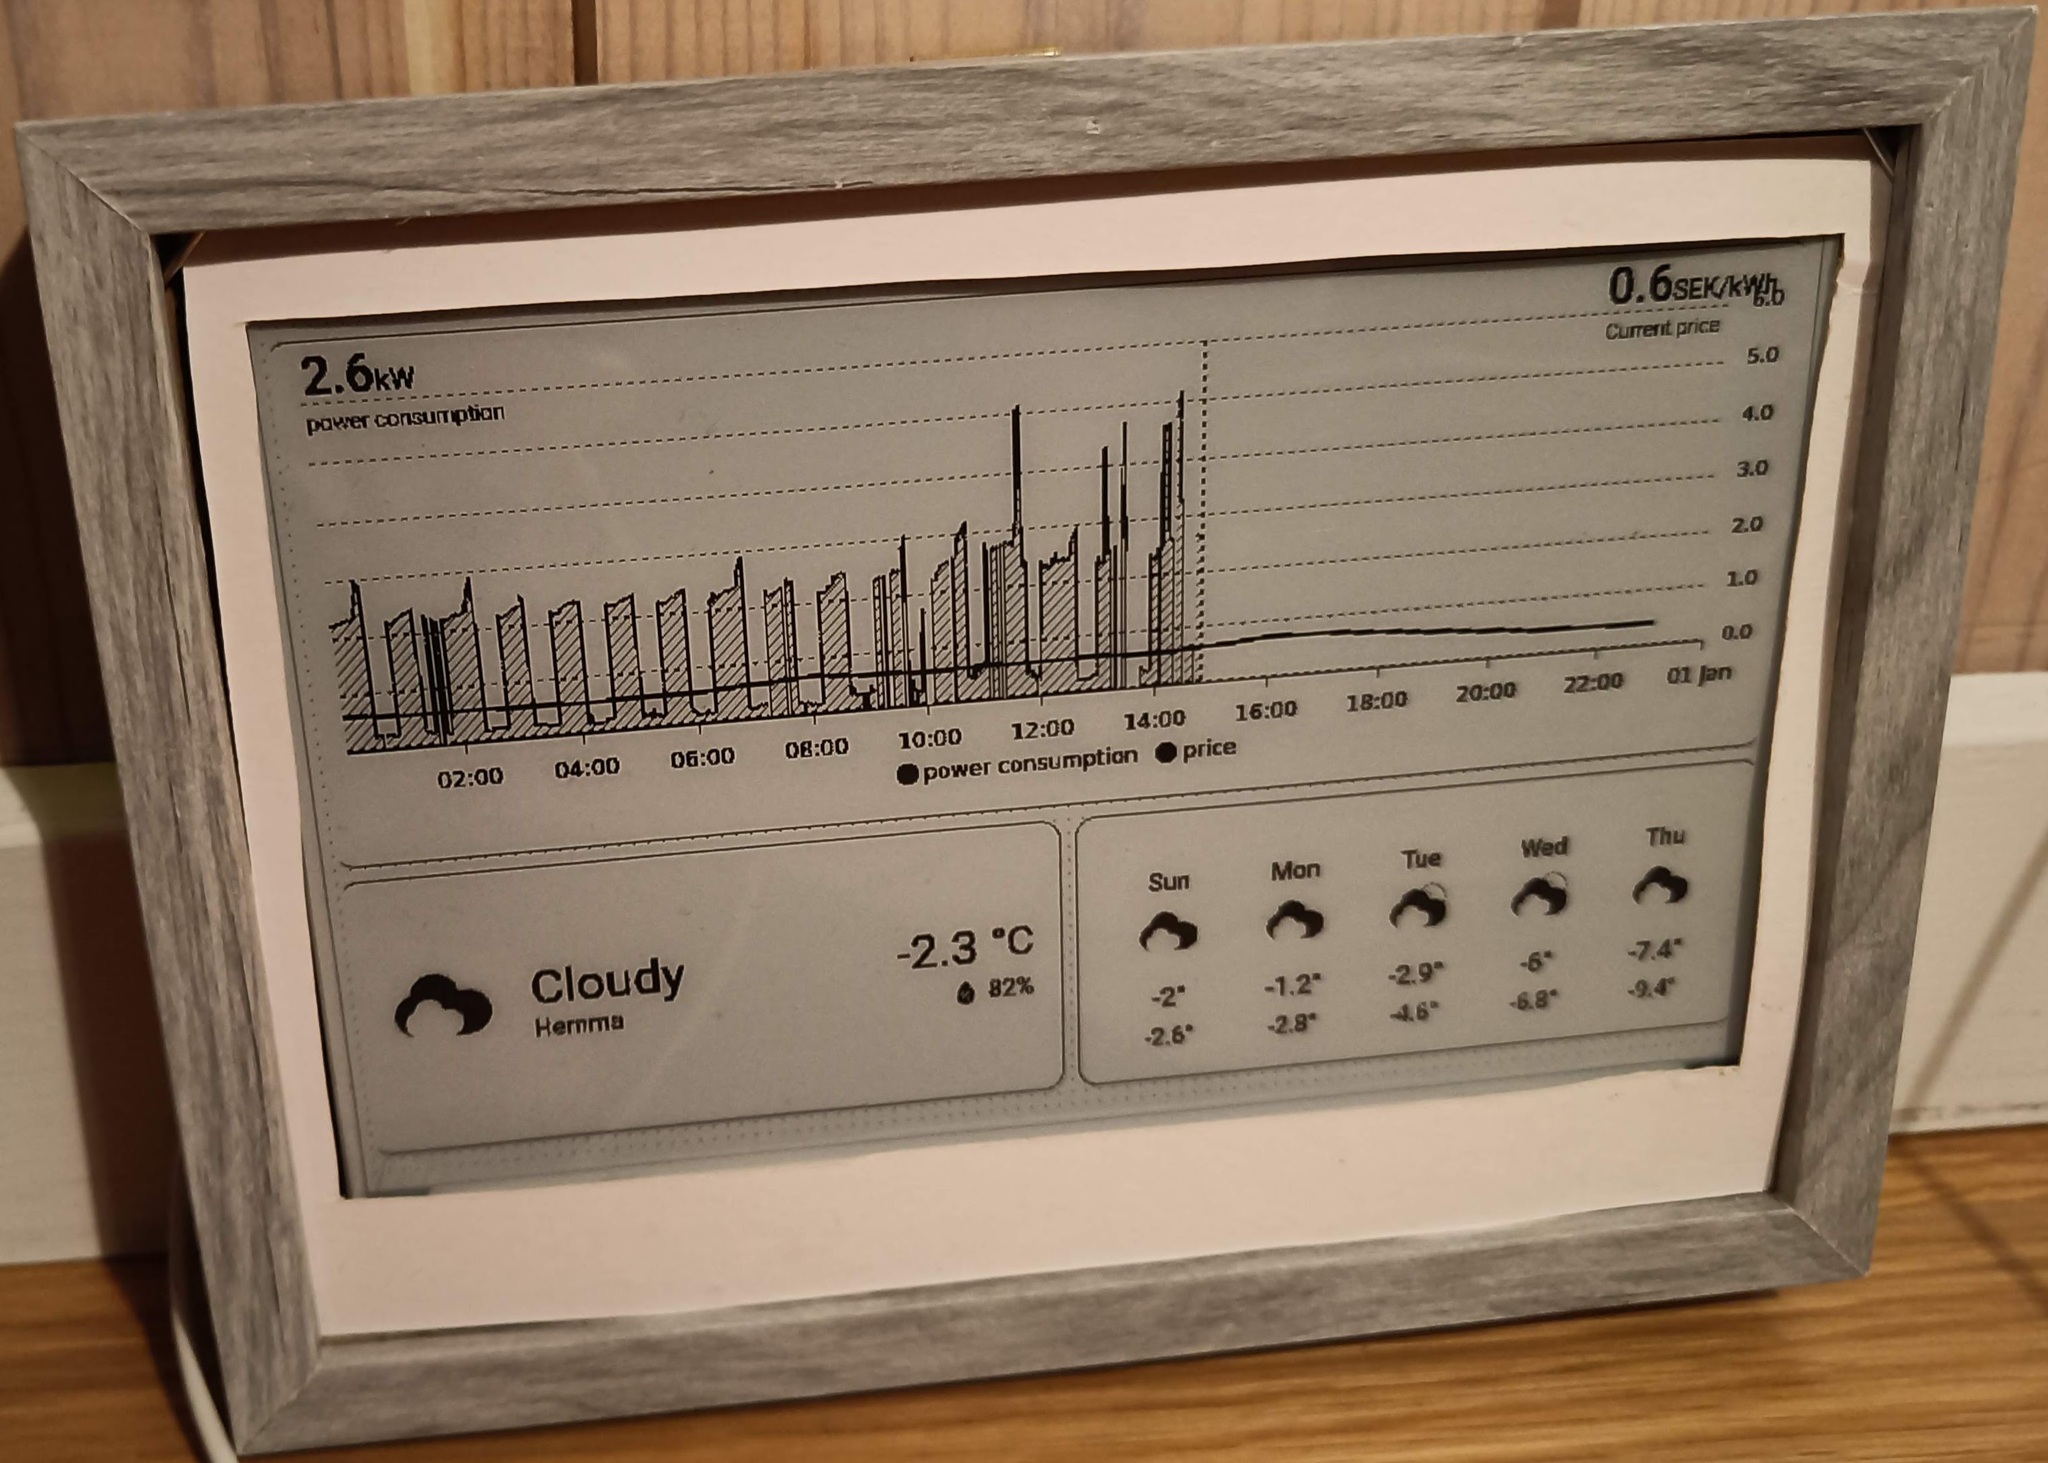 2.6kW
power consumption
0.6SEK/kWh
6.0
Current price
5.0
4.0
3.0
2.0
1.0
0.0
02:00 04:00 06:00 08:00 10:00 12:00 14:00 16:00 18:00 20:00 22:00 01 Jan
power consumption price
Cloudy
Hemma
-2.3 °C
82%
Sun Mon Tue Wed Thu
-2° -1.2° -2.9° -6° -7.4°
-2.6° -2.8° -4.6° -6.8° -9.4°